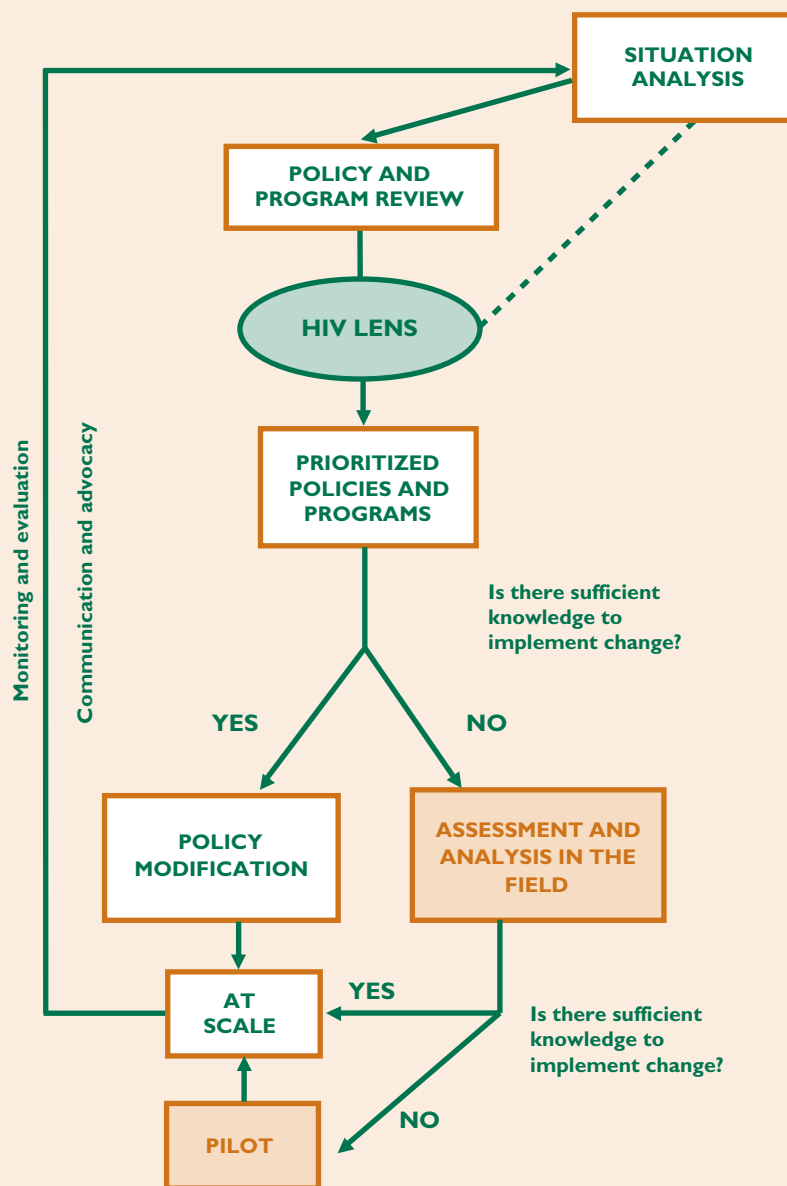 SITUATION
ANALYSIS
POLICY AND
PROGRAM REVIEW
HIV LENS
PRIORITIZED
POLICIES AND
PROGRAMS
Monitoring and evaluation
Communication and advocacy
Is there sufficient
knowledge to
implement change?
YES
NO
POLICY
MODIFICATION
ASSESSMENT AND
ANALYSIS IN THE
FIELD
AT
SCALE
YES
Is there sufficient
knowledge to
implement change?
NO
PILOT